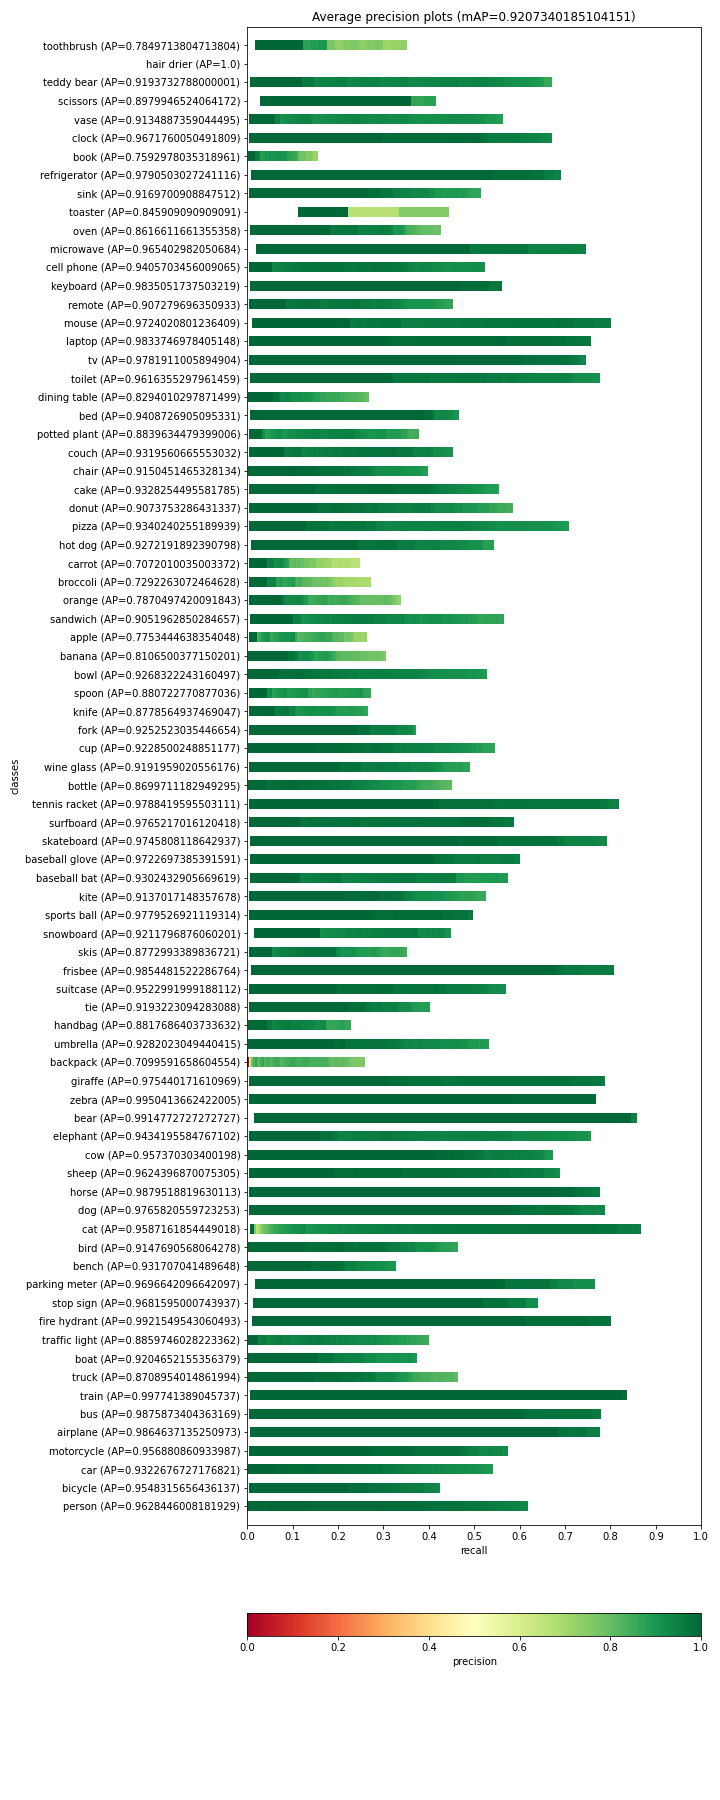 Average precision plots (mAP=0.9207340185104151)
toothbrush (AP=0.7849713804713804)
hair drier (AP=1.0)
teddy bear (AP=0.9193732788000001)
scissors (AP=0.8979946524064172)
vase (AP=0.9134887359044495)
clock (AP=0.9671760050491809)
book (AP=0.7592978035318961)
refrigerator (AP=0.9790503027241116)
sink (AP=0.9169700908847512)
toaster (AP=0.845909090909091)
oven (AP=0.8616611661355358)
microwave (AP=0.965402982050684)
cell phone (AP=0.9405703456009065)
keyboard (AP=0.9835051737503219)
remote (AP=0.907279696350933)
mouse (AP=0.9724020801236409)
laptop (AP=0.9833746978405148)
tv (AP=0.9781911005894904)
toilet (AP=0.9616355297961459)
dining table (AP=0.8294010297871499)
bed (AP=0.9408726905095331)
potted plant (AP=0.8839634479399006)
couch (AP=0.9319560665553032)
chair (AP=0.9150451465328134)
cake (AP=0.9328254495581785)
donut (AP=0.9073753286431337)
pizza (AP=0.9340240255189939)
hot dog (AP=0.9272191892390798)
carrot (AP=0.7072010035003372)
broccoli (AP=0.7292263072464628)
orange (AP=0.7870497420091843)
sandwich (AP=0.9051962850284657)
apple (AP=0.7753444638354048)
banana (AP=0.8106500377150201)
bowl (AP=0.9268322243160497)
spoon (AP=0.880722770877036)
knife (AP=0.8778564937469047)
fork (AP=0.9252523035446654)
cup (AP=0.9228500248851177)
wine glass (AP=0.9191959020556176)
bottle (AP=0.8699711182949295)
tennis racket (AP=0.9788419595503111)
surfboard (AP=0.9765217016120418)
skateboard (AP=0.9745808118642937)
baseball glove (AP=0.9722697385391591)
baseball bat (AP=0.9302432905669619)
kite (AP=0.9137017148357678)
sports ball (AP=0.9779526921119314)
snowboard (AP=0.9211796876060201)
skis (AP=0.8772993389836721)
frisbee (AP=0.9854481522286764)
suitcase (AP=0.9522991999188112)
tie (AP=0.9193223094283088)
handbag (AP=0.8817686403733632)
umbrella (AP=0.9282023049440415)
backpack (AP=0.7099591658604554)
giraffe (AP=0.975440171610969)
zebra (AP=0.9950413662422005)
bear (AP=0.9914772727272727)
elephant (AP=0.9434195584767102)
cow (AP=0.957370303400198)
sheep (AP=0.9624396870075305)
horse (AP=0.9879518819630113)
dog (AP=0.9765820559723253)
cat (AP=0.9587161854449018)
bird (AP=0.9147690568064278)
bench (AP=0.931707041489648)
parking meter (AP=0.9696642096642097)
stop sign (AP=0.9681595000743937)
fire hydrant (AP=0.9921549543060493)
traffic light (AP=0.8859746028223362)
boat (AP=0.9204652155356379)
truck (AP=0.8708954014861994)
train (AP=0.997741389045737)
bus (AP=0.9875873404363169)
airplane (AP=0.9864637135250973)
motorcycle (AP=0.956880860933987)
car (AP=0.9322676727176821)
bicycle (AP=0.9548315656436137)
person (AP=0.9628446008181929)
classes
0.0 0.1 0.2 0.3 0.4 0.5 0.6 0.7 0.8 0.9 1.0
recall
0.0 0.2 0.4 0.6 0.8 1.0
precision